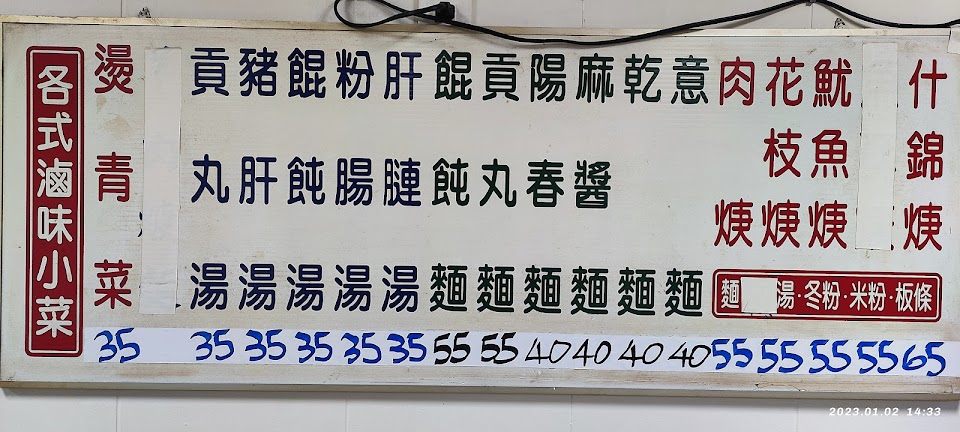 什錦焿
魷魚焿
花枝焿
肉焿
麵 湯·冬粉·米粉·板條
意麵
乾麵
麻醬麵
陽春麵
貢丸麵
餛飩麵
肝連湯
粉腸湯
餛飩湯
豬肝湯
貢丸湯
燙青菜
各式滷味小菜
35 35 35 35 35 35 55 55 40 40 40 40 55 55 55 55 65
2023.01.02 14:33